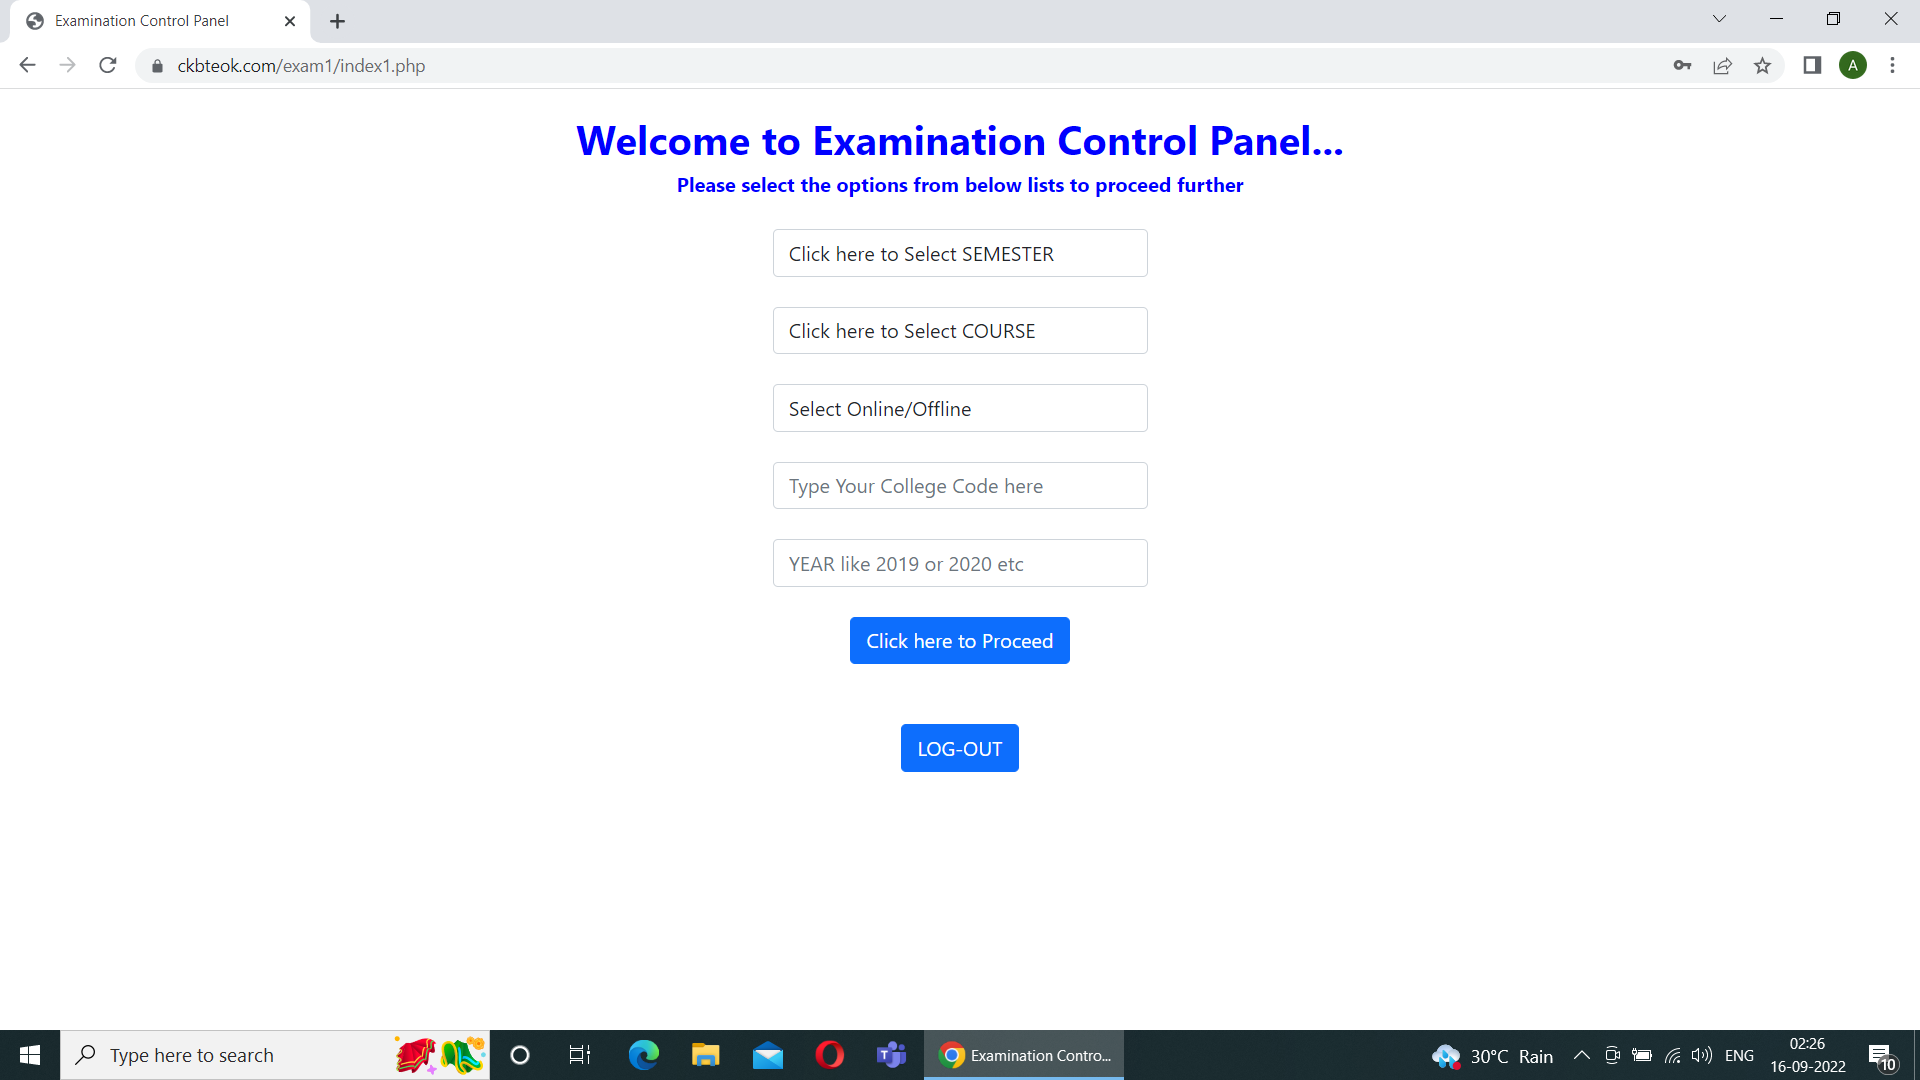 Examination Control Panel
ckbteok.com/exam1/index1.php
A
Welcome to Examination Control Panel...
Please select the options from below lists to proceed further
Click here to Select SEMESTER
Click here to Select COURSE
Select Online/Offline
Type Your College Code here
YEAR like 2019 or 2020 etc
Click here to Proceed
LOG-OUT
Type here to search
Examination Contro...
30°C Rain
ENG
02:26
16-09-2022
10